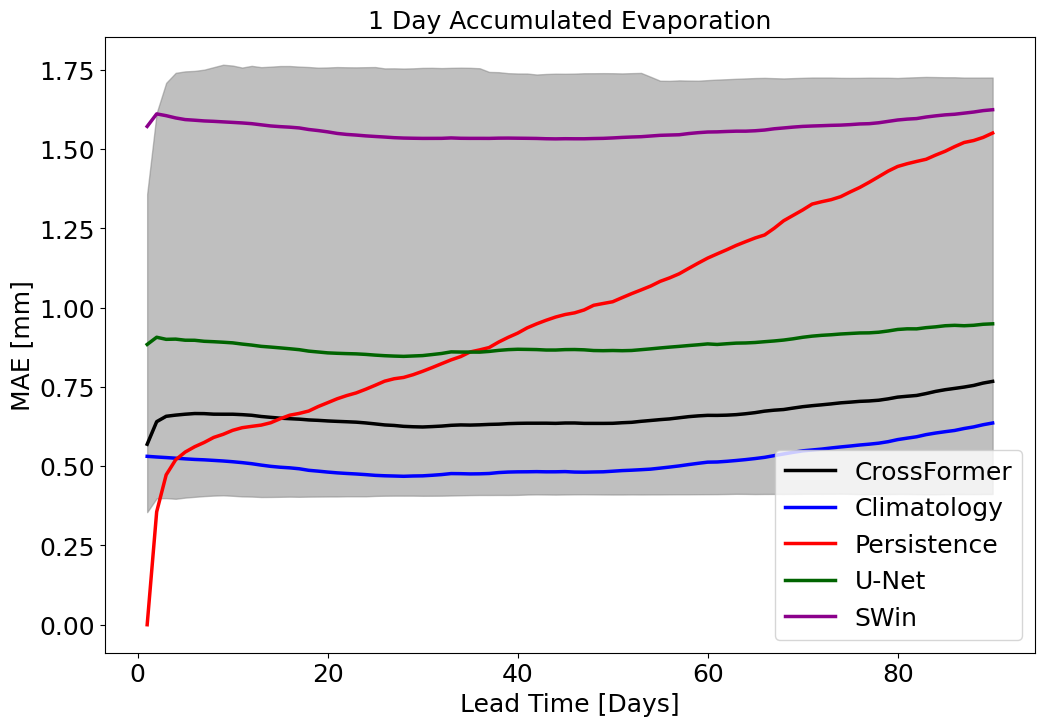 1 Day Accumulated Evaporation
MAE [mm]
1.75
1.50
1.25
1.00
0.75
0.50
0.25
0.00
0
20
40
60
80
Lead Time [Days]
CrossFormer
Climatology
Persistence
U-Net
SWin